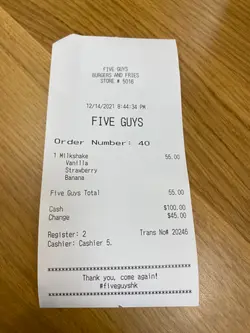 FIVE GUYS
BURGERS AND FRIES
STORE # 5018
12/14/2021 8:44:34 PM
FIVE GUYS
Order Number: 40
1 Milkshake 55.00
Vanilla
Strawberry
Banana
Five Guys Total 55.00
Cash $100.00
Change $45.00
Register: 2 Trans No# 20245
Cashier: Cashier 5.
Thank you, come again!
#fiveguyshk